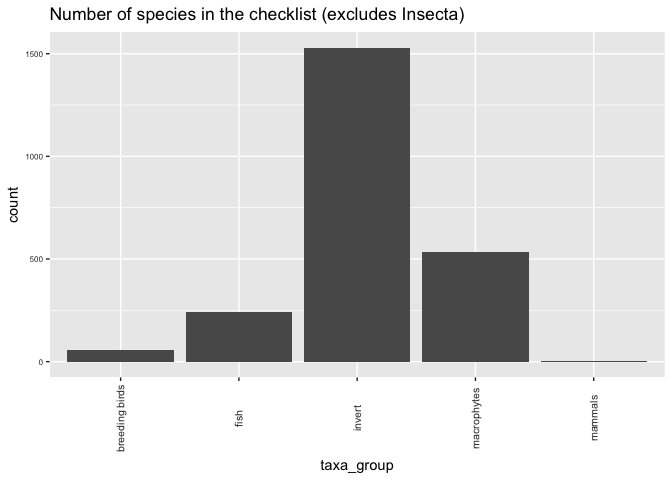 Number of species in the checklist (excludes Insecta)
1500
1000
500
0
count
breeding birds
fish
invert
macrophytes
mammals
taxa_group